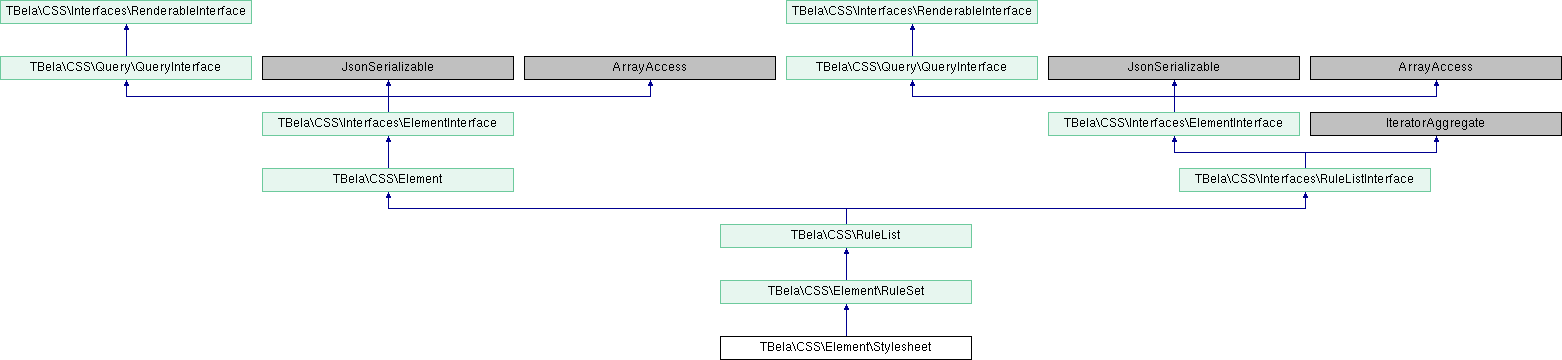 TBela\CSS\Interfaces\RenderableInterface TBela\CSS\Interfaces\RenderableInterface
TBela\CSS\Query\QueryInterface JsonSerializable ArrayAccess TBela\CSS\Query\QueryInterface JsonSerializable ArrayAccess
TBela\CSS\Interfaces\ElementInterface TBela\CSS\Interfaces\ElementInterface IteratorAggregate
TBela\CSS\Element TBela\CSS\Interfaces\RuleListInterface
TBela\CSS\RuleList
TBela\CSS\Element\RuleSet
TBela\CSS\Element\Stylesheet